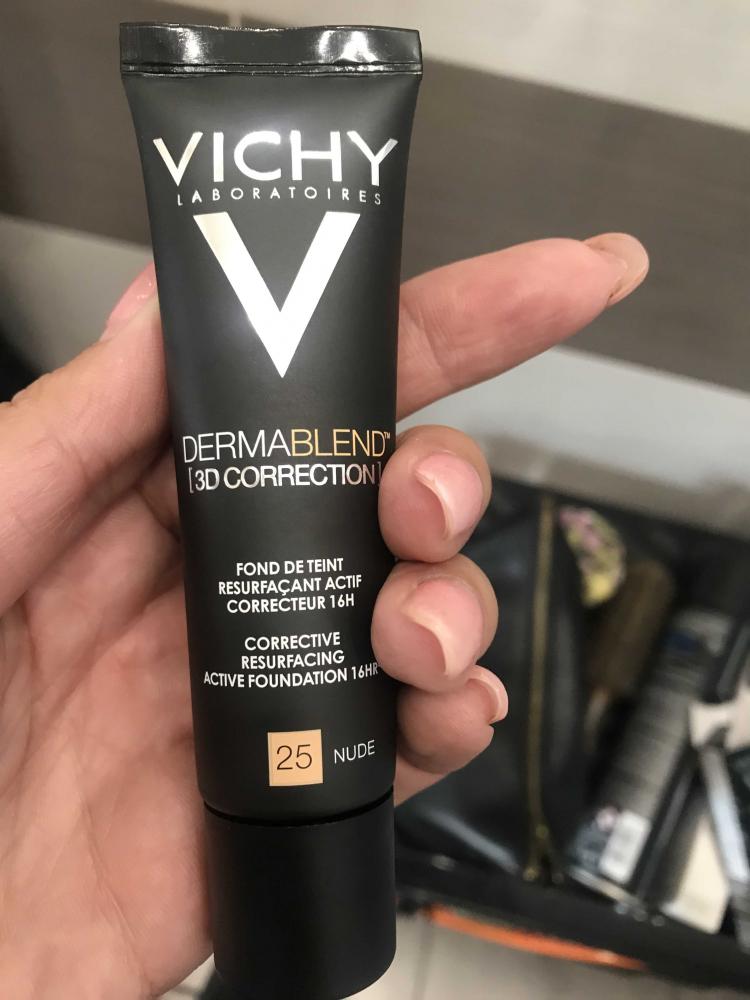 VICHY
LABORATOIRES
V
DERMABLEND™
[3D CORRECTION]
FOND DE TEINT
RESURFAÇANT ACTIF
CORRECTEUR 16H
CORRECTIVE
RESURFACING
ACTIVE FOUNDATION 16HR
25 NUDE